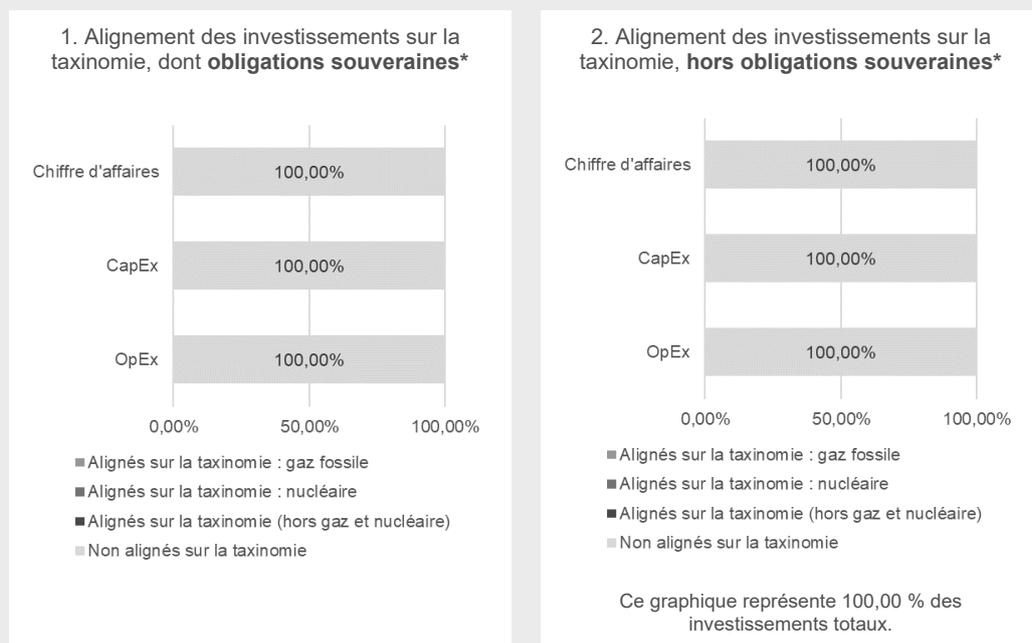 1. Alignement des investissements sur la
taxinomie, dont obligations souveraines*
Chiffre d'affaires
100,00%
CapEx
100,00%
OpEx
100,00%
0,00%
50,00%
100,00%
Alignés sur la taxinomie : gaz fossile
Alignés sur la taxinomie : nucléaire
Alignés sur la taxinomie (hors gaz et nucléaire)
Non alignés sur la taxinomie
2. Alignement des investissements sur la
taxinomie, hors obligations souveraines*
Chiffre d'affaires
100,00%
CapEx
100,00%
OpEx
100,00%
0,00%
50,00%
100,00%
Alignés sur la taxinomie : gaz fossile
Alignés sur la taxinomie : nucléaire
Alignés sur la taxinomie (hors gaz et nucléaire)
Non alignés sur la taxinomie
Ce graphique représente 100,00 % des
investissements totaux.